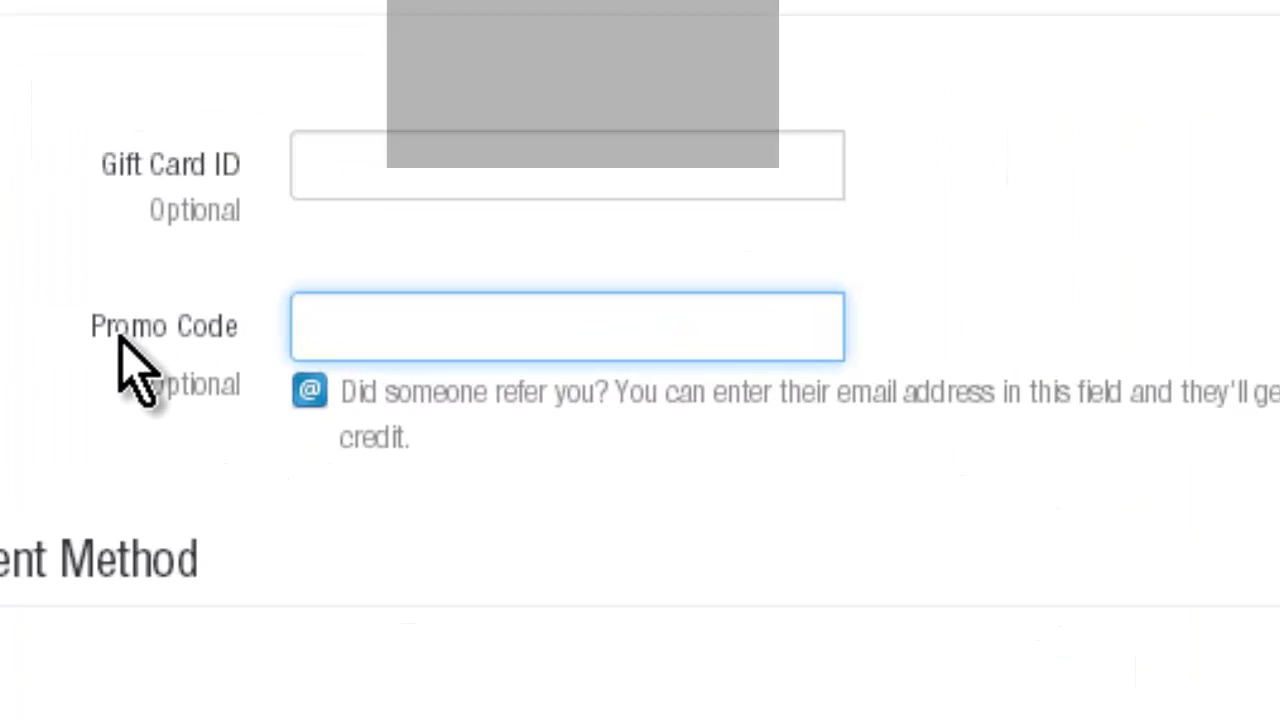 Gift Card ID
Optional
Promo Code
ptional
@ Did someone refer you? You can enter their email address in this field and they'll ge
credit.
ent Method